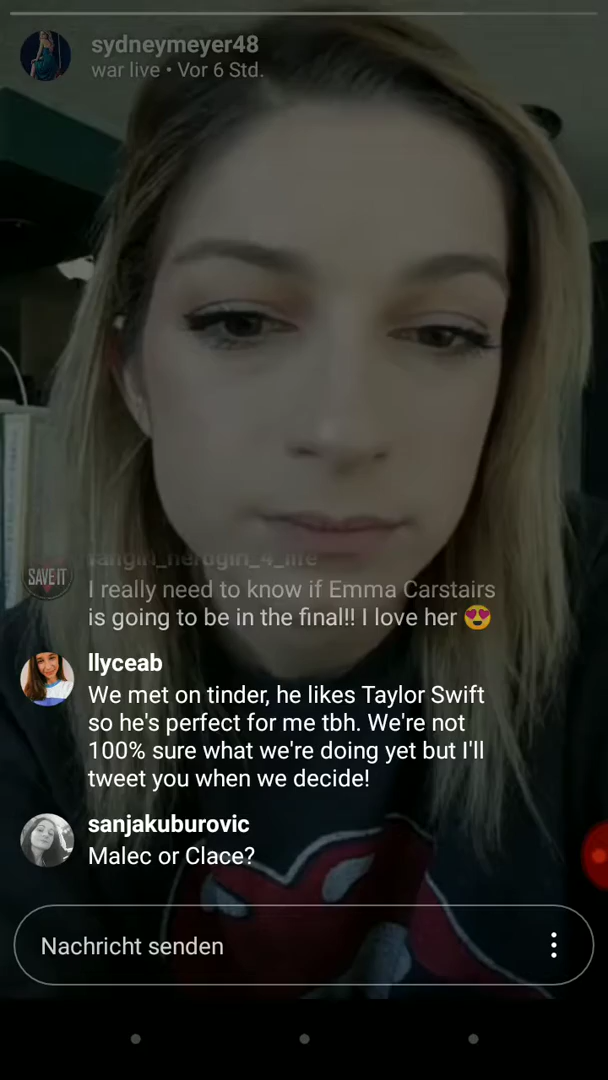 sydneymeyer48
war live • Vor 6 Std.
fangirl_nerdgirl_4_life
SAVE IT
I really need to know if Emma Carstairs
is going to be in the final!! I love her 😍
llyceab
We met on tinder, he likes Taylor Swift
so he's perfect for me tbh. We're not
100% sure what we're doing yet but I'll
tweet you when we decide!
sanjakuburovic
Malec or Clace?
Nachricht senden